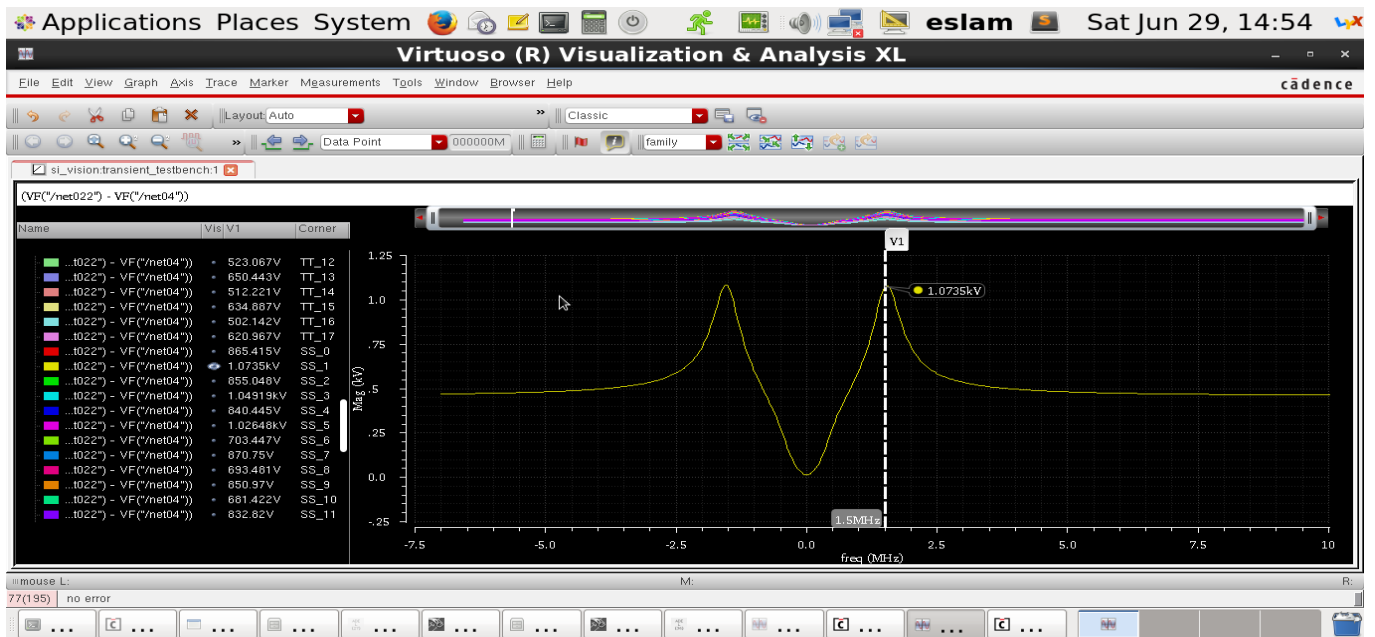 Applications Places System eslam Sat Jun 29, 14:54
Virtuoso (R) Visualization & Analysis XL
File Edit View Graph Axis Trace Marker Measurements Tools Window Browser Help cādence
Layout: Auto » Classic
» Data Point 000000M family
si_vision:transient_testbench:1
(VF("/net022") - VF("/net04"))
Name Vis V1 Corner
...t022") - VF("/net04")) 523.067V TT_12
...t022") - VF("/net04")) 650.443V TT_13
...t022") - VF("/net04")) 512.221V TT_14
...t022") - VF("/net04")) 634.887V TT_15
...t022") - VF("/net04")) 502.142V TT_16
...t022") - VF("/net04")) 620.967V TT_17
...t022") - VF("/net04")) 865.415V SS_0
...t022") - VF("/net04")) 1.0735kV SS_1
...t022") - VF("/net04")) 855.048V SS_2
...t022") - VF("/net04")) 1.04919kV SS_3
...t022") - VF("/net04")) 840.445V SS_4
...t022") - VF("/net04")) 1.02648kV SS_5
...t022") - VF("/net04")) 703.447V SS_6
...t022") - VF("/net04")) 870.75V SS_7
...t022") - VF("/net04")) 693.481V SS_8
...t022") - VF("/net04")) 850.97V SS_9
...t022") - VF("/net04")) 681.422V SS_10
...t022") - VF("/net04")) 832.82V SS_11
V1
1.25
1.0
.75
.5
.25
0.0
-.25
Mag (kV)
1.0735kV
1.5MHz
-7.5 -5.0 -2.5 0.0 2.5 5.0 7.5 10
freq (MHz)
mouse L: M: R:
77(195) no error
... ... ... ... ... ... ... ... ... ... ... ... ...